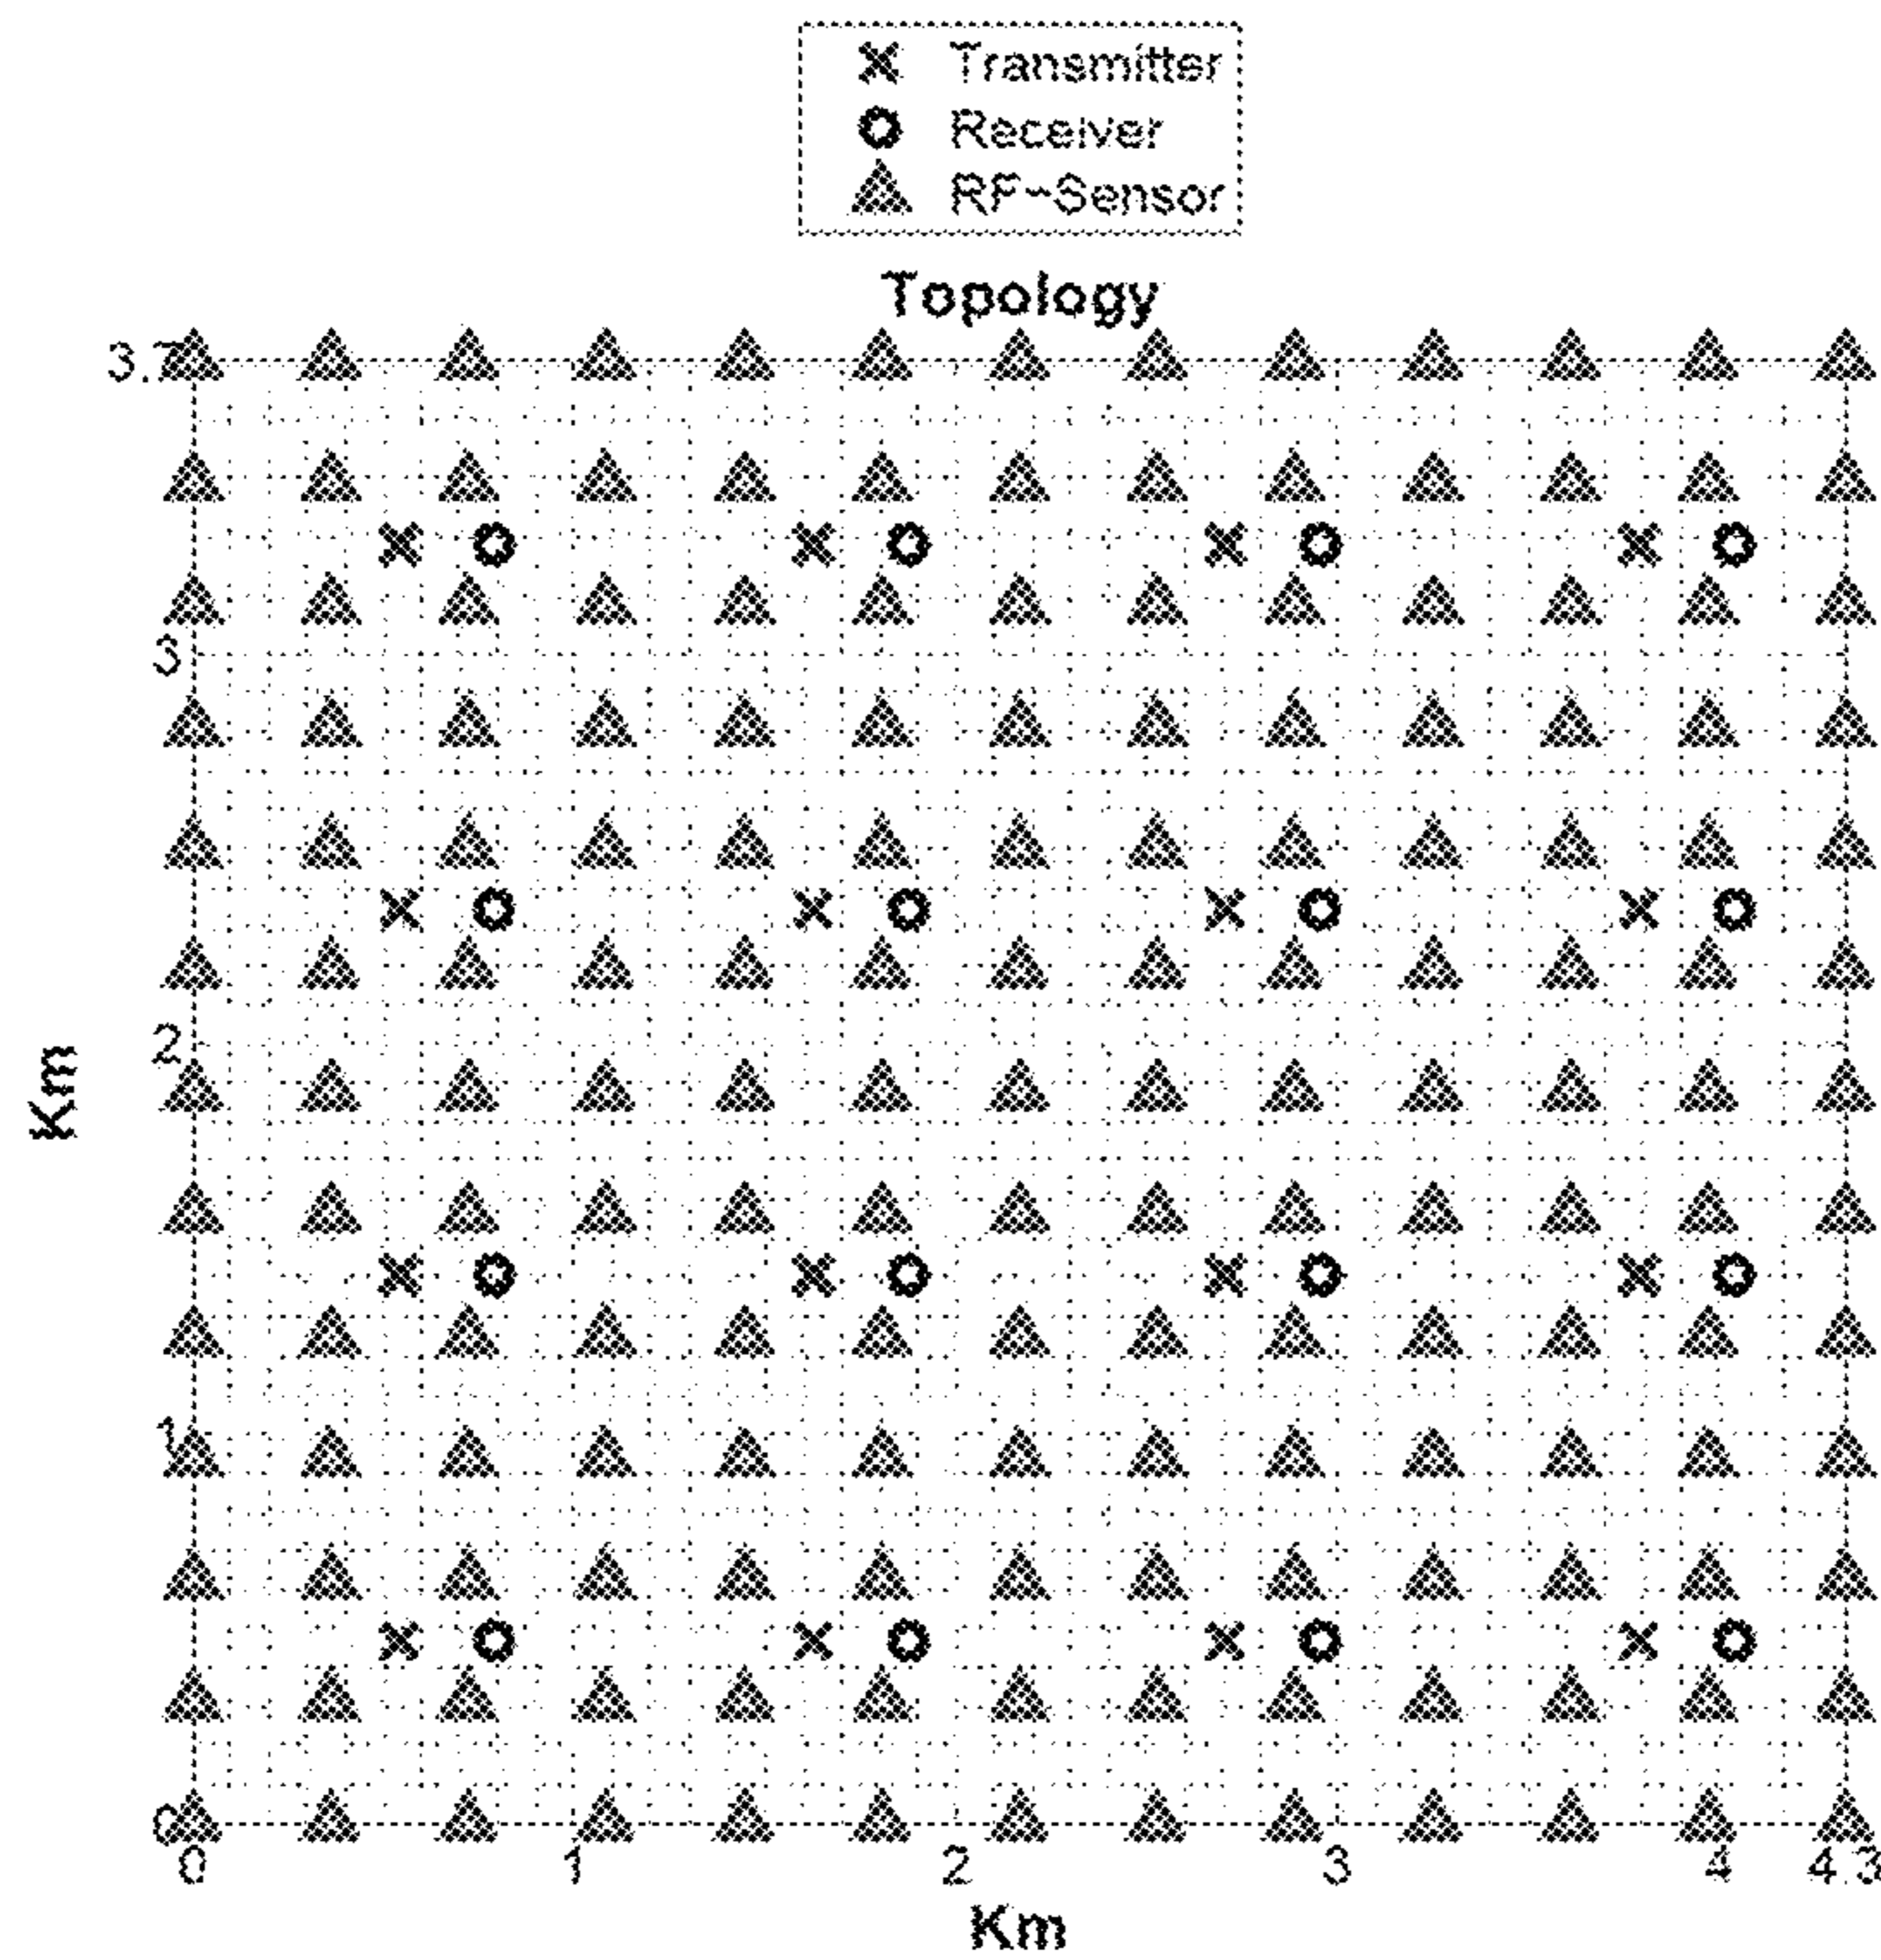 Transmitter
Receiver
RF-Sensor
Topology
3.7
3
2
1
0
Km
0 1 2 3 4 4.3
Km